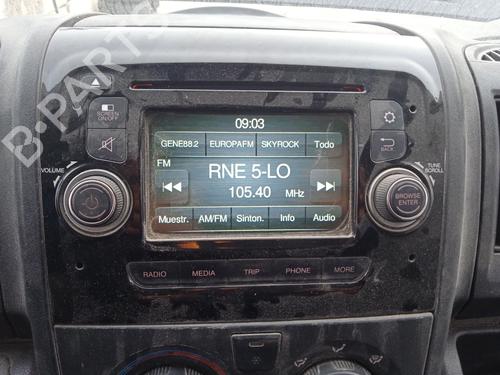 SCREEN
ON/OFF
09:03
GENE88.2 EUROPAFM SKYROCK Todo
BACK
FM
RNE 5-LO
105.40 MHz
VOLUME
TUNE
SCROLL
BROWSE
ENTER
Muestr. AM/FM Sinton. Info Audio
RADIO MEDIA TRIP PHONE MORE
B-PARTS